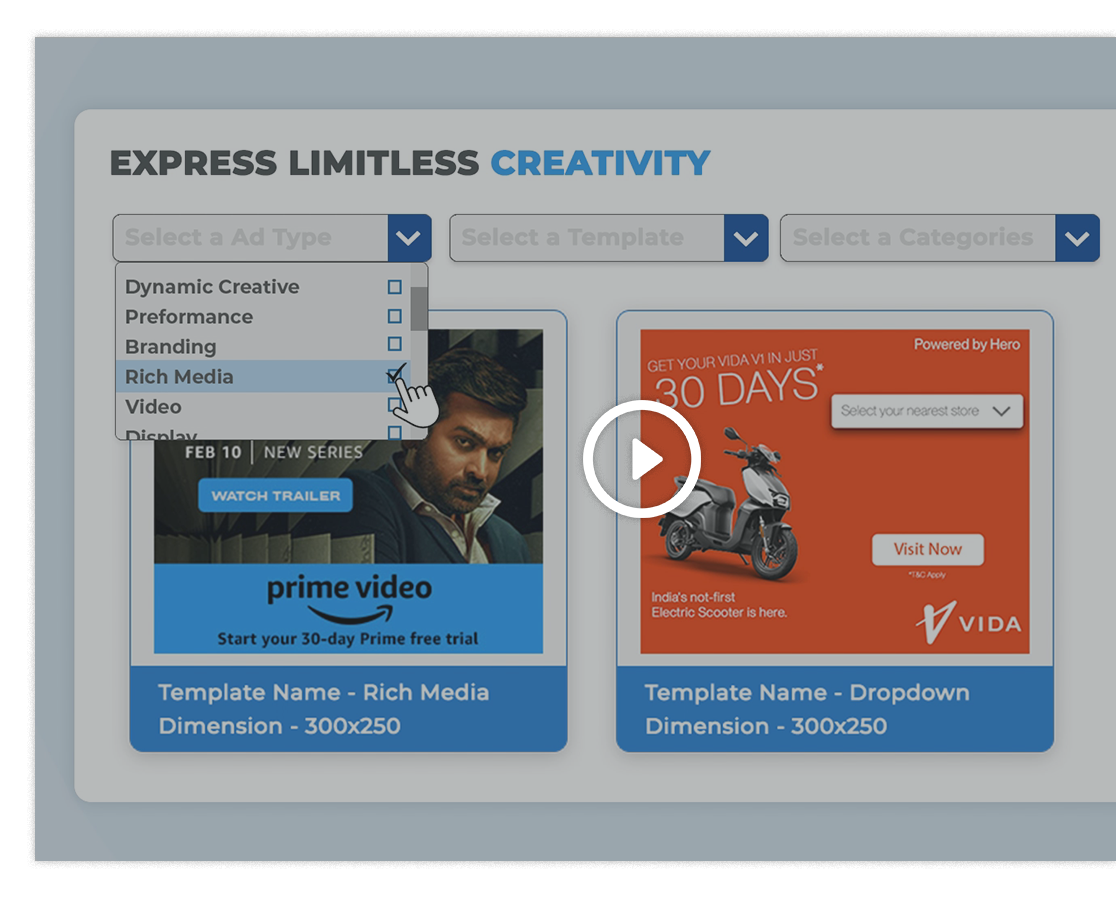 EXPRESS LIMITLESS CREATIVITY
Select a Ad Type
Select a Template
Select a Categories
Dynamic Creative
Preformance
Branding
Rich Media
Video
Display
FEB 10 | NEW SERIES
WATCH TRAILER
prime video
Start your 30-day Prime free trial
Template Name - Rich Media
Dimension - 300x250
Powered by Hero
GET YOUR VIDA V1 IN JUST
30 DAYS*
Select your nearest store
Visit Now
*T&C Apply
India's not-first
Electric Scooter is here.
VIDA
Template Name - Dropdown
Dimension - 300x250